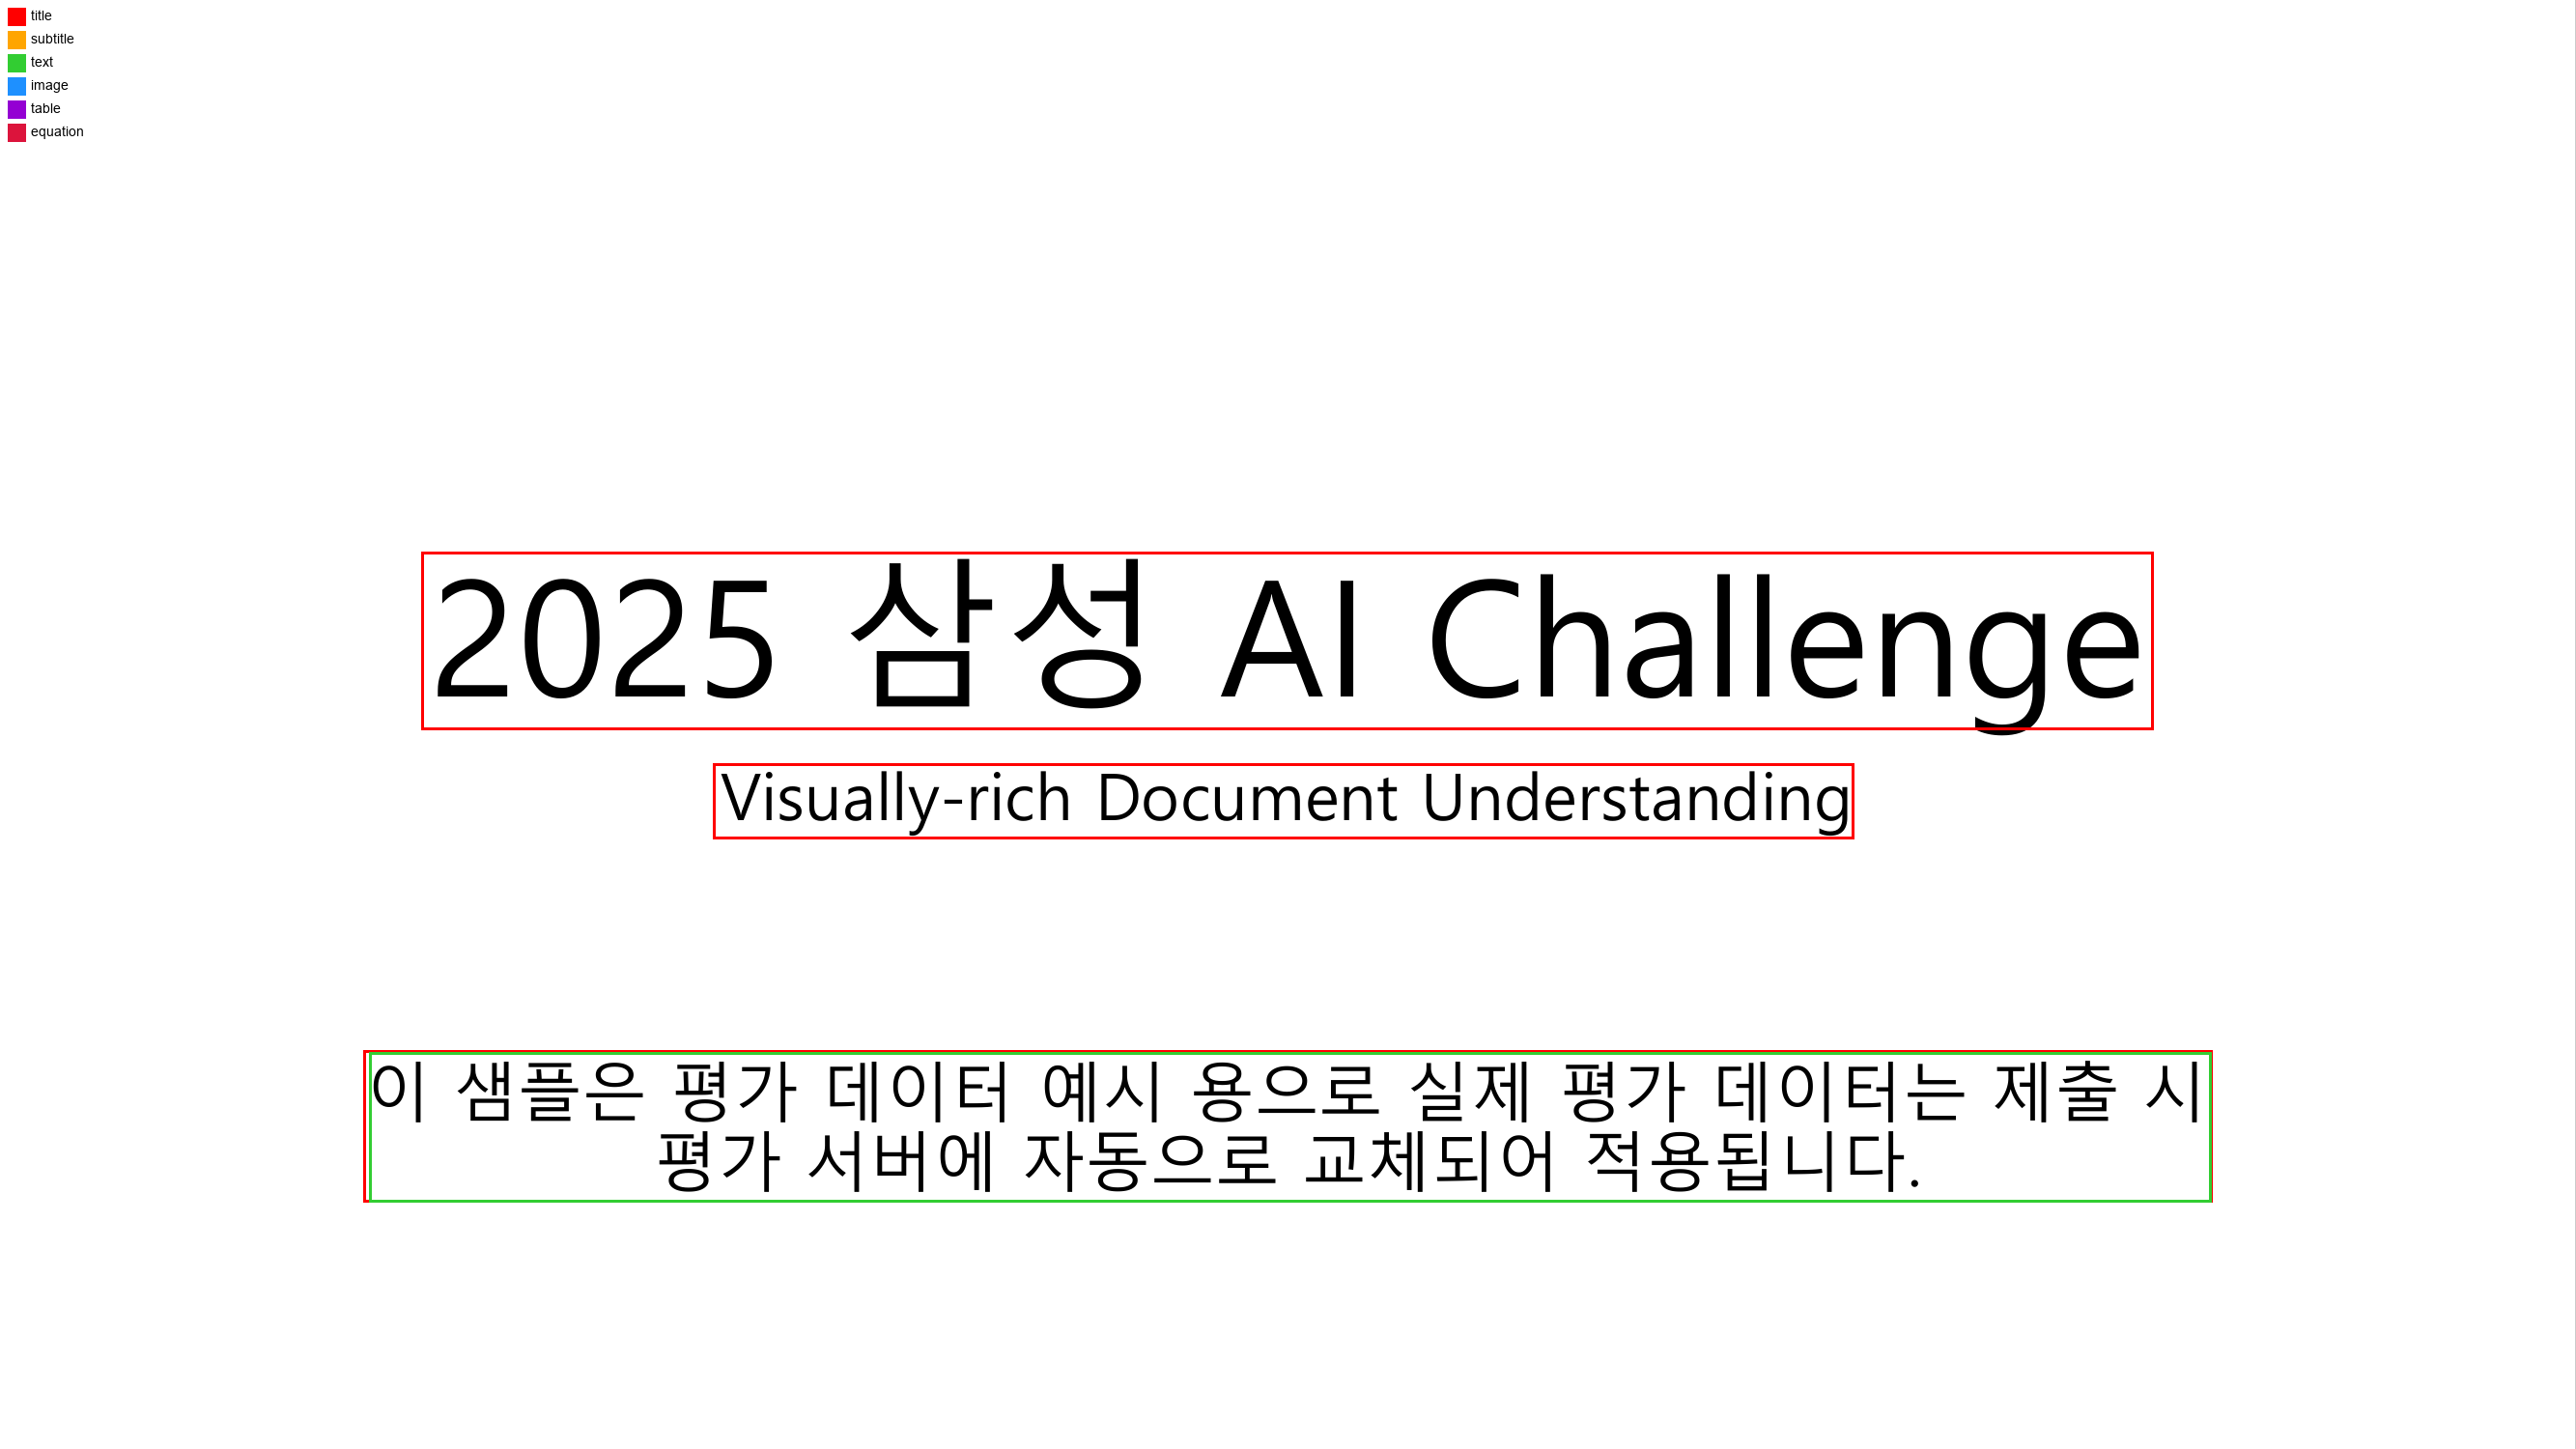 title
subtitle
text
image
table
equation
2025 삼성 AI Challenge
Visually-rich Document Understanding
이 샘플은 평가 데이터 예시 용으로 실제 평가 데이터는 제출 시
평가 서버에 자동으로 교체되어 적용됩니다.